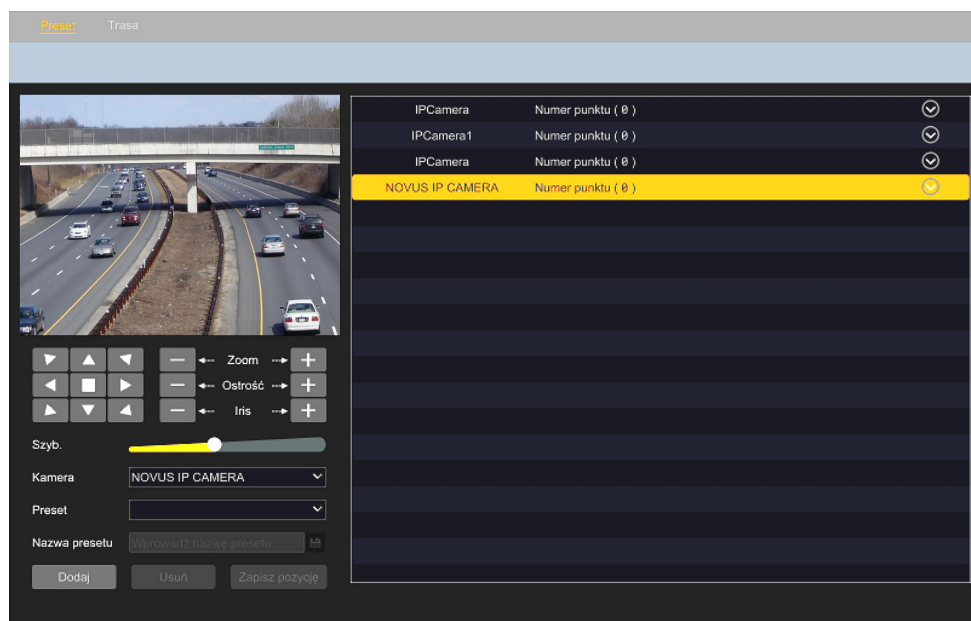 Preset Trasa
IPCamera Numer punktu ( 0 )
IPCamera1 Numer punktu ( 0 )
IPCamera Numer punktu ( 0 )
NOVUS IP CAMERA Numer punktu ( 0 )
Zoom
Ostrość
Iris
Szyb.
Kamera NOVUS IP CAMERA
Preset
Nazwa presetu Wprowadź nazwę presetu
Dodaj Usuń Zapisz pozycję